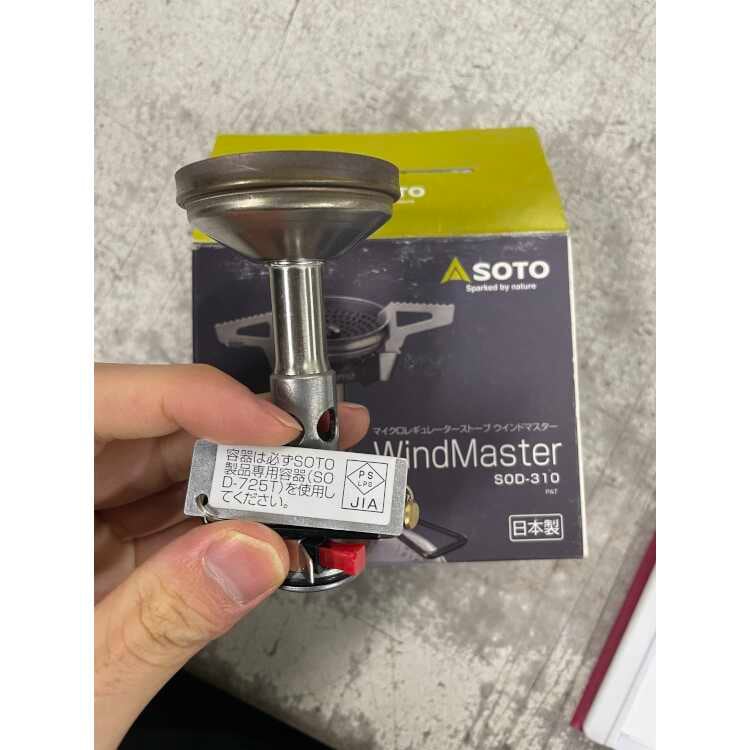 SOTO
SOTO
Sparked by nature
マイクロレギュレーターストーブ ウインドマスター
WindMaster
SOD-310
PAT
日本製
容器は必ずSOTO
製品専用容器(SO
D-725T)を使用し
てください。
PS
LPG
JIA